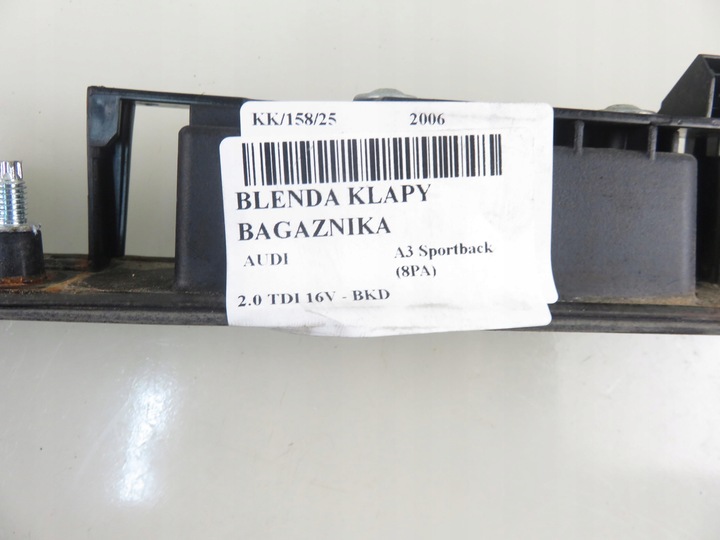 KK/158/25 2006
BLENDA KLAPY
BAGAZNIKA
AUDI A3 Sportback
(8PA)
2.0 TDI 16V - BKD